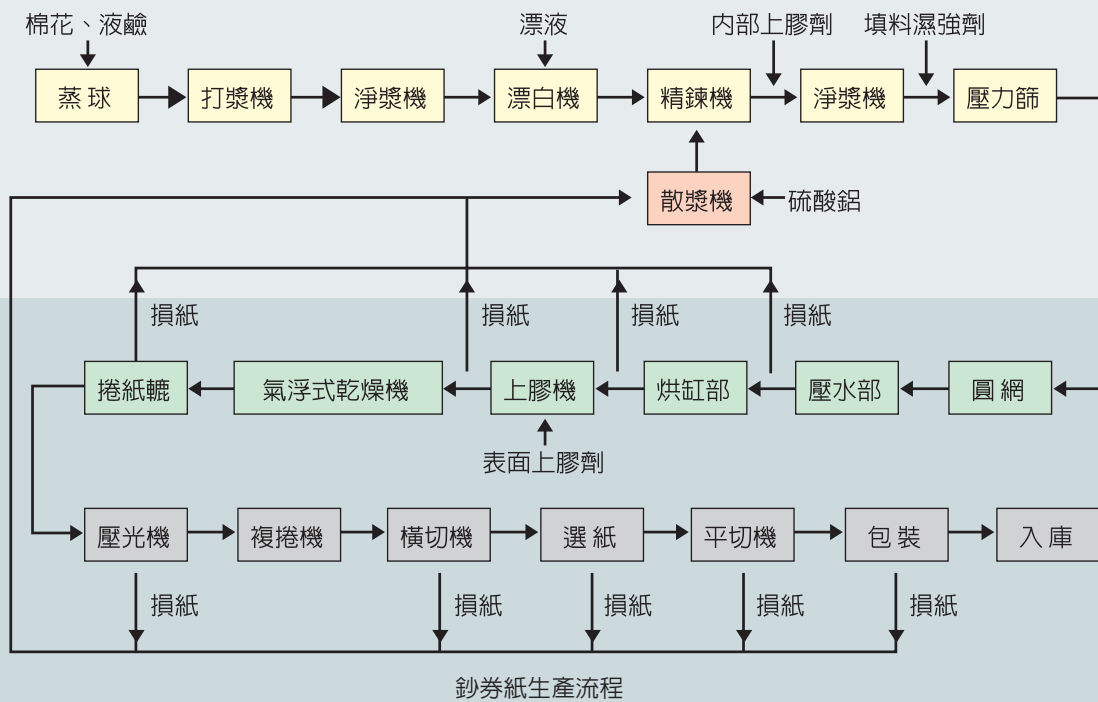 棉花、液鹼
漂液
內部上膠劑
填料濕強劑
蒸球
打漿機
淨漿機
漂白機
精鍊機
淨漿機
壓力篩
散漿機
硫酸鋁
損紙
損紙
損紙
損紙
捲紙轆
氣浮式乾燥機
上膠機
烘缸部
壓水部
圓網
表面上膠劑
壓光機
複捲機
橫切機
選紙
平切機
包裝
入庫
損紙
損紙
損紙
損紙
損紙
鈔券紙生產流程